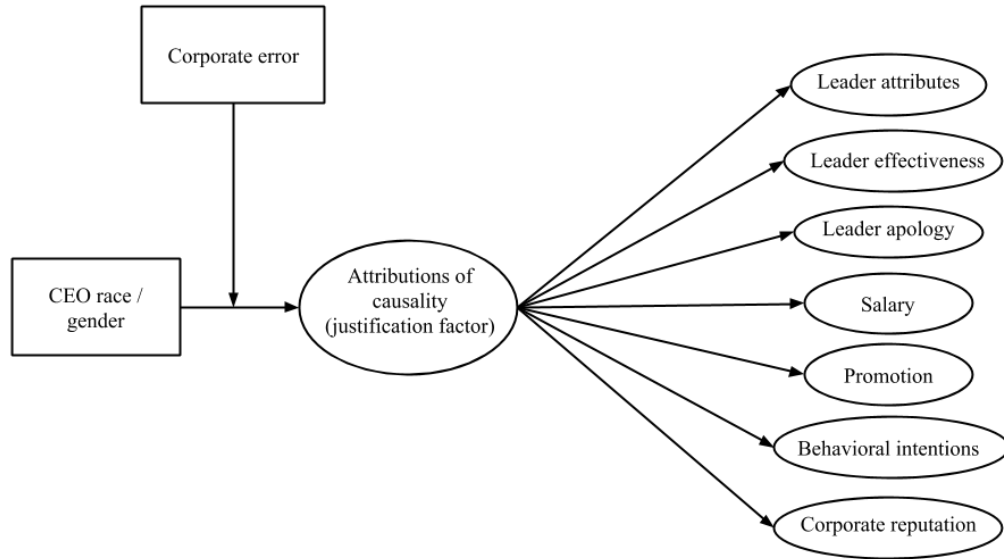 Corporate error
CEO race /
gender
Attributions of
causality
(justification factor)
Leader attributes
Leader effectiveness
Leader apology
Salary
Promotion
Behavioral intentions
Corporate reputation